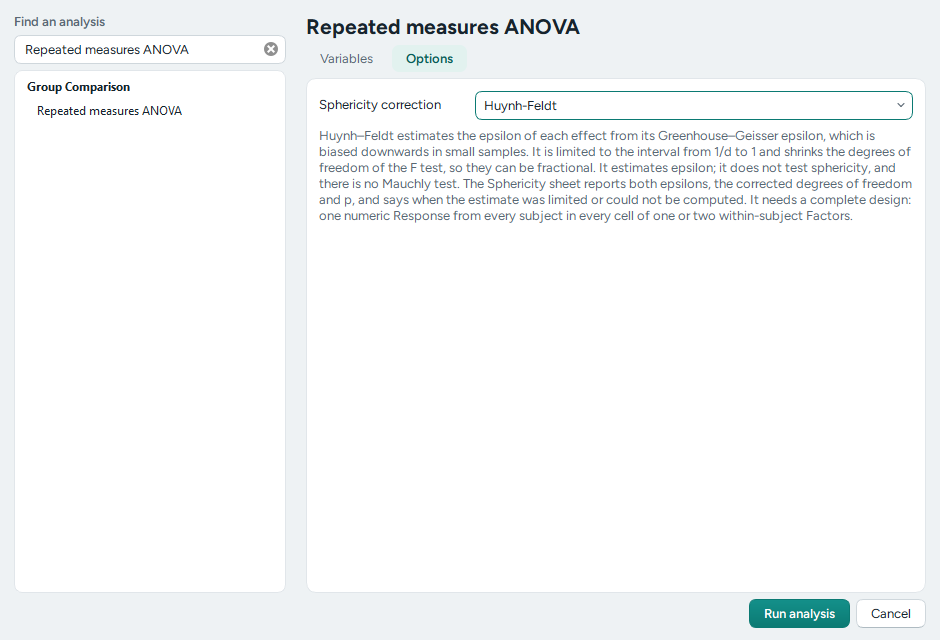 Find an analysis
Repeated measures ANOVA
Group Comparison
Repeated measures ANOVA
Repeated measures ANOVA
Variables
Options
Sphericity correction
Huynh-Feldt
Huynh–Feldt estimates the epsilon of each effect from its Greenhouse–Geisser epsilon, which is
biased downwards in small samples. It is limited to the interval from 1/d to 1 and shrinks the degrees of
freedom of the F test, so they can be fractional. It estimates epsilon; it does not test sphericity, and
there is no Mauchly test. The Sphericity sheet reports both epsilons, the corrected degrees of freedom
and p, and says when the estimate was limited or could not be computed. It needs a complete design:
one numeric Response from every subject in every cell of one or two within-subject Factors.
Run analysis
Cancel